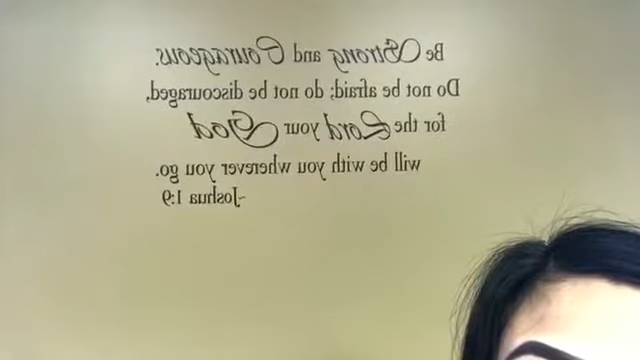 Be Strong and Courageous.
Do not be afraid; do not be discouraged,
for the Lord your God
will be with you wherever you go.
-Joshua 1:9